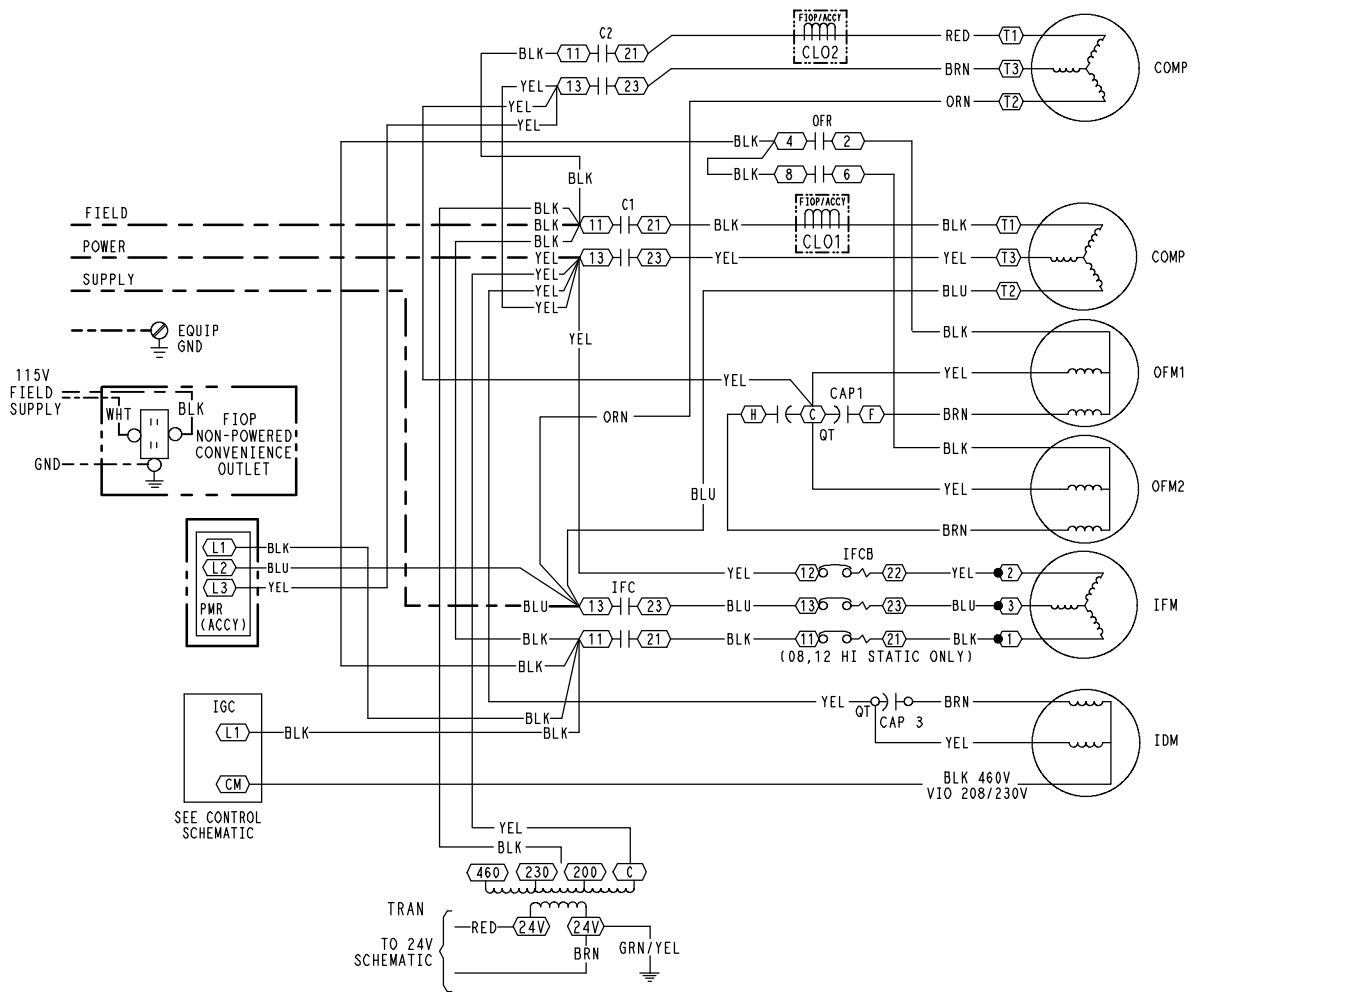 FIOP/ACCY
CLO2
C2
BLK 11 21
RED T1
YEL 13 23
BRN T3
COMP
YEL
YEL
ORN T2
OFR
BLK 4 2
BLK 8 6
BLK
FIOP/ACCY
CLO1
FIELD
BLK
C1
BLK 11 21 BLK
BLK T1
BLK
POWER
YEL 13 23 YEL
YEL T3
COMP
YEL
SUPPLY
YEL
BLU T2
YEL
EQUIP
GND
YEL
BLK
115V
FIELD
SUPPLY
WHT
BLK
FIOP
NON-POWERED
CONVENIENCE
OUTLET
GND
YEL
YEL
OFM1
CAP1
ORN
H C F
QT
BRN
BLK
BLU
YEL
OFM2
BRN
L1 BLK
L2 BLU
L3 YEL
PMR
(ACCY)
IFCB
YEL 12 22 YEL 2
IFC
BLU 13 23 BLU 13 23 BLU 3
IFM
BLK 11 21 BLK 11 21 BLK 1
(08,12 HI STATIC ONLY)
BLK
IGC
YEL
QT
CAP 3
BRN
BLK
L1 BLK
BLK
YEL
IDM
CM
BLK 460V
VIO 208/230V
SEE CONTROL
SCHEMATIC
YEL
BLK
460 230 200 C
TRAN
RED 24V 24V
TO 24V
SCHEMATIC
BRN
GRN/YEL